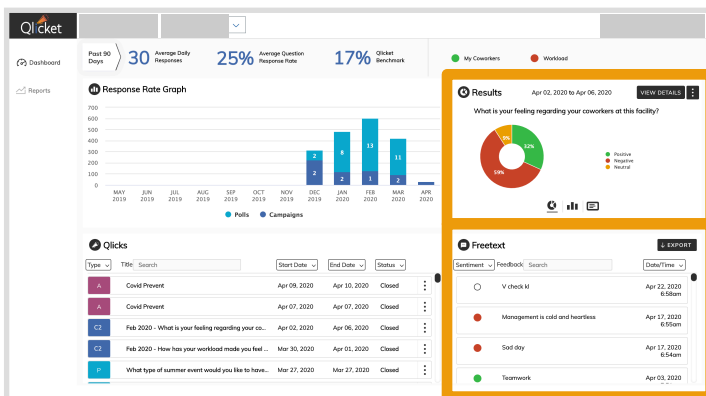 Qlicket
Dashboard
Reports
Past 90 Days
30 Average Daily Responses
25% Average Question Response Rate
17% Qlicket Benchmark
My Coworkers
Workload
Response Rate Graph
700
600
500
400
300
200
100
0
2
2
8
2
13
1
11
2
MAY 2019
JUN 2019
JUL 2019
AUG 2019
SEP 2019
OCT 2019
NOV 2019
DEC 2019
JAN 2020
FEB 2020
MAR 2020
APR 2020
Polls
Campaigns
Results
Apr 02, 2020 to Apr 06, 2020
VIEW DETAILS
What is your feeling regarding your coworkers at this facility?
9%
32%
59%
Positive
Negative
Neutral
Qlicks
Type
Title
Search
Start Date
End Date
Status
A Covid Prevent Apr 09, 2020 Apr 10, 2020 Closed
A Covid Prevent Apr 07, 2020 Apr 07, 2020 Closed
C2 Feb 2020 - What is your feeling regarding your co... Apr 02, 2020 Apr 06, 2020 Closed
C2 Feb 2020 - How has your workload made you feel ... Mar 30, 2020 Apr 01, 2020 Closed
P What type of summer event would you like to have... Mar 27, 2020 Mar 27, 2020 Closed
Freetext
EXPORT
Sentiment
Feedback
Search
Date/Time
V check kl Apr 22, 2020
6:58am
Management is cold and heartless Apr 17, 2020
6:55am
Sad day Apr 17, 2020
6:54am
Teamwork Apr 03, 2020